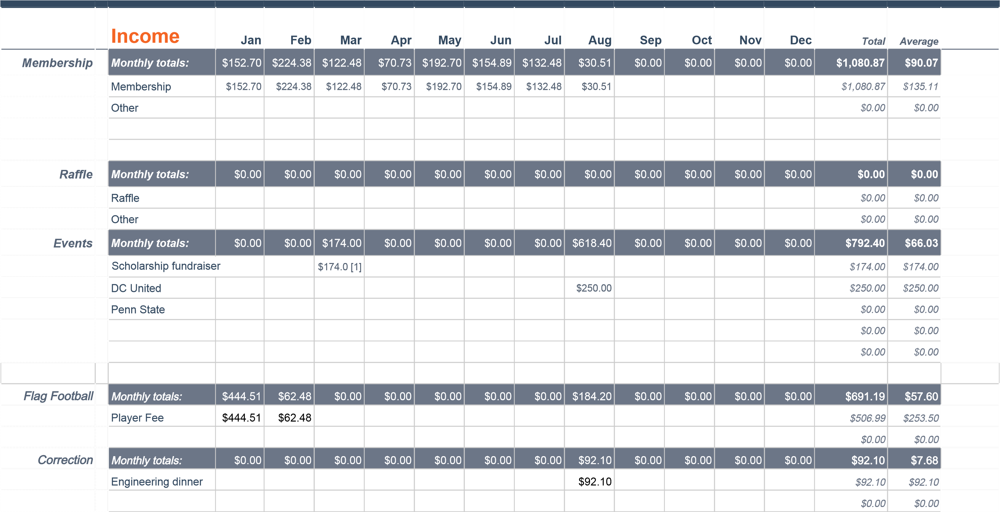 Income Jan Feb Mar Apr May Jun Jul Aug Sep Oct Nov Dec Total Average
Membership Monthly totals: $152.70 $224.38 $122.48 $70.73 $192.70 $154.89 $132.48 $30.51 $0.00 $0.00 $0.00 $0.00 $1,080.87 $90.07
Membership $152.70 $224.38 $122.48 $70.73 $192.70 $154.89 $132.48 $30.51 $1,080.87 $135.11
Other $0.00 $0.00
Raffle Monthly totals: $0.00 $0.00 $0.00 $0.00 $0.00 $0.00 $0.00 $0.00 $0.00 $0.00 $0.00 $0.00 $0.00 $0.00
Raffle $0.00 $0.00
Other $0.00 $0.00
Events Monthly totals: $0.00 $0.00 $174.00 $0.00 $0.00 $0.00 $0.00 $618.40 $0.00 $0.00 $0.00 $0.00 $792.40 $66.03
Scholarship fundraiser $174.0 [1] $174.00 $174.00
DC United $250.00 $250.00 $250.00
Penn State $0.00 $0.00
$0.00 $0.00
$0.00 $0.00
Flag Football Monthly totals: $444.51 $62.48 $0.00 $0.00 $0.00 $0.00 $0.00 $184.20 $0.00 $0.00 $0.00 $0.00 $691.19 $57.60
Player Fee $444.51 $62.48 $506.99 $253.50
$0.00 $0.00
Correction Monthly totals: $0.00 $0.00 $0.00 $0.00 $0.00 $0.00 $0.00 $92.10 $0.00 $0.00 $0.00 $0.00 $92.10 $7.68
Engineering dinner $92.10 $92.10 $92.10
$0.00 $0.00